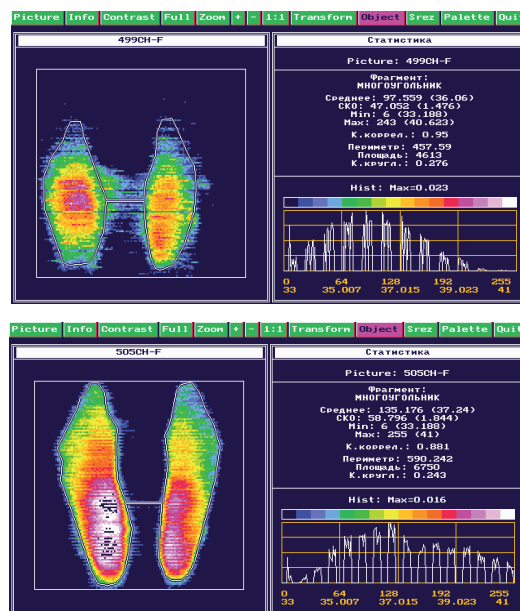 Picture Info Contrast Full Zoom + - 1:1 Transform Object Srez Palette Quit
499CH-F
Статистика
Picture: 499CH-F
Фрагмент:
МНОГОУГОЛЬНИК
Среднее: 97.559 (36.06)
СКО: 47.052 (1.476)
Min: 6 (33.188)
Max: 243 (40.623)
К.коррел.: 0.95
Периметр: 457.59
Площадь: 4613
К.кругл.: 0.276
Hist: Max=0.023
0 64 128 192 255
33 35.007 37.015 39.023 41
Picture Info Contrast Full Zoom + - 1:1 Transform Object Srez Palette Quit
505CH-F
Статистика
Picture: 505CH-F
Фрагмент:
МНОГОУГОЛЬНИК
Среднее: 135.176 (37.24)
СКО: 58.796 (1.844)
Min: 6 (33.188)
Max: 255 (41)
К.коррел.: 0.881
Периметр: 590.242
Площадь: 6750
К.кругл.: 0.243
Hist: Max=0.016
0 64 128 192 255
33 35.007 37.015 39.023 41